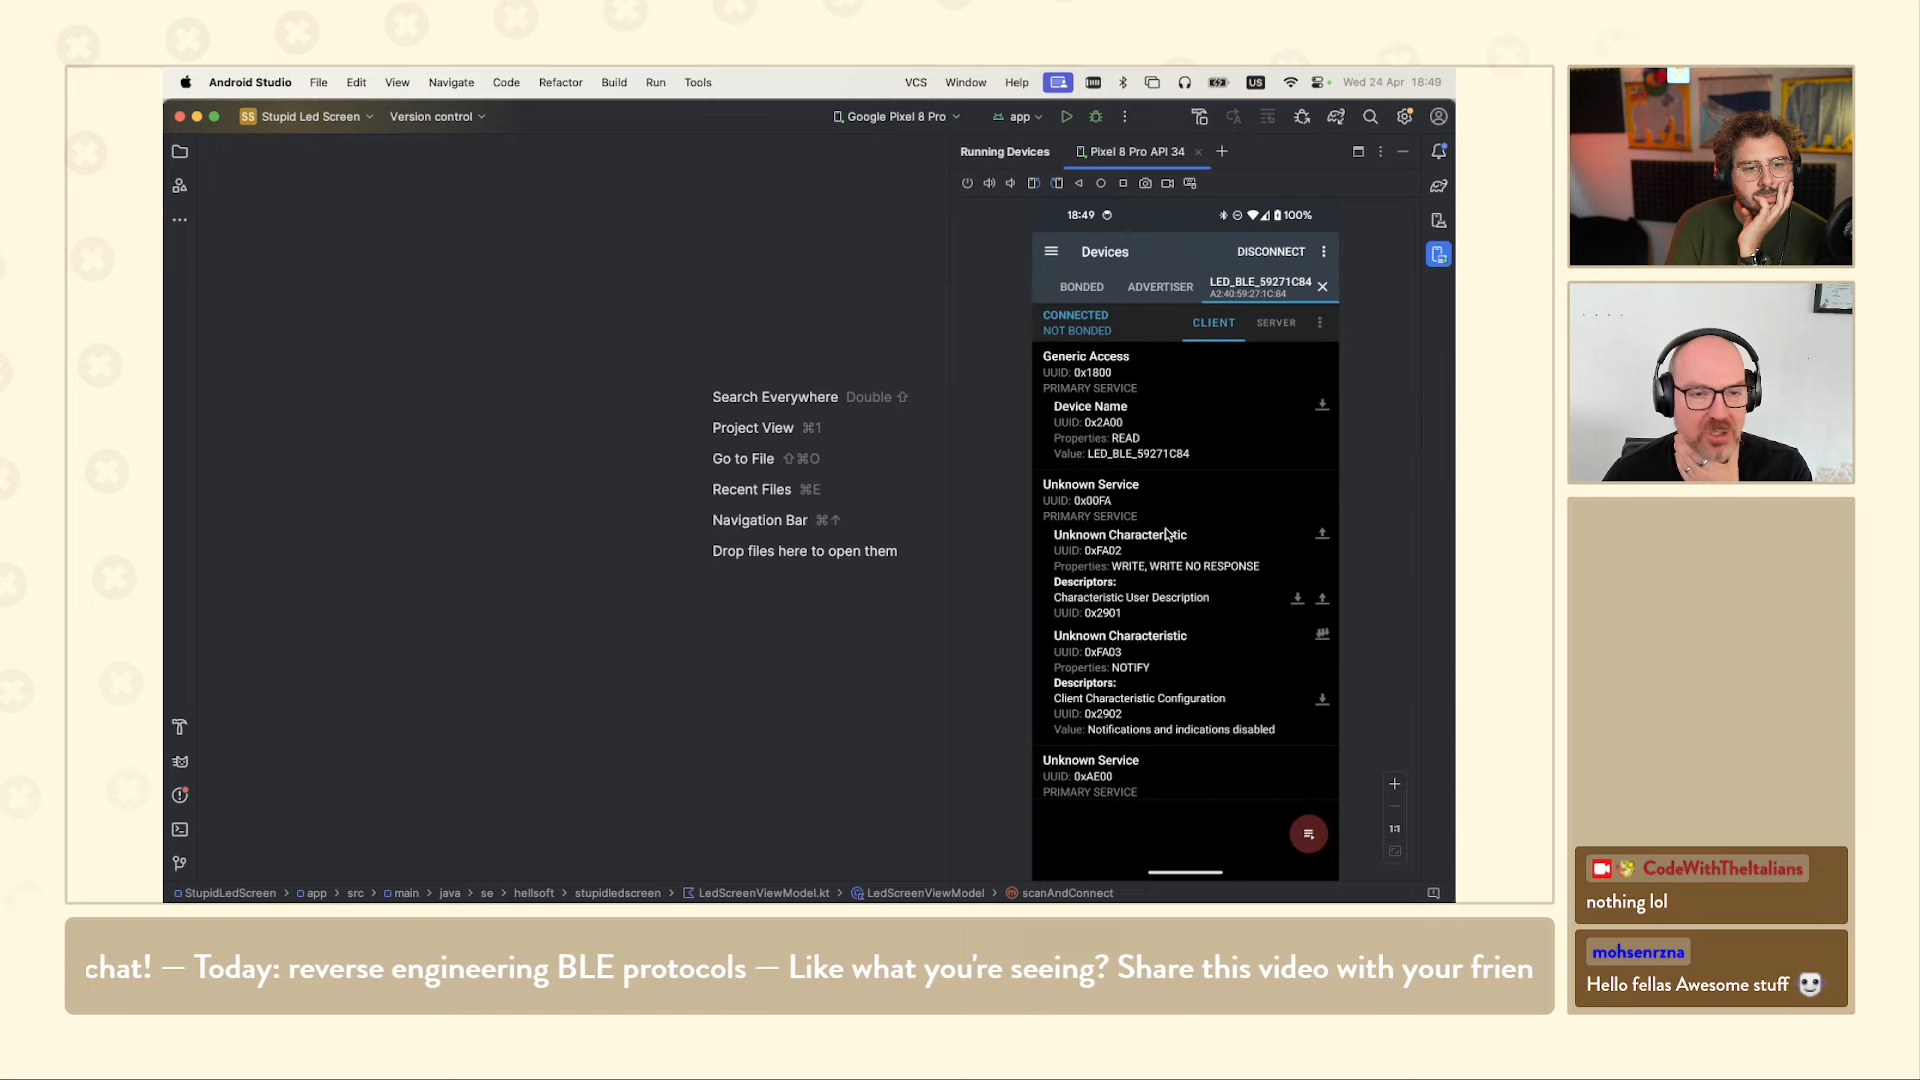 Android Studio File Edit View Navigate Code Refactor Build Run Tools VCS Window Help US Wed 24 Apr 18:49
SS Stupid Led Screen Version control Google Pixel 8 Pro app
Running Devices Pixel 8 Pro API 34
18:49 100%
Devices DISCONNECT
BONDED ADVERTISER LED_BLE_59271C84
A2:40:59:27:1C:84
CONNECTED
NOT BONDED
CLIENT SERVER
Generic Access
UUID: 0x1800
PRIMARY SERVICE
Device Name
UUID: 0x2A00
Properties: READ
Value: LED_BLE_59271C84
Unknown Service
UUID: 0x00FA
PRIMARY SERVICE
Unknown Characteristic
UUID: 0xFA02
Properties: WRITE, WRITE NO RESPONSE
Descriptors:
Characteristic User Description
UUID: 0x2901
Unknown Characteristic
UUID: 0xFA03
Properties: NOTIFY
Descriptors:
Client Characteristic Configuration
UUID: 0x2902
Value: Notifications and indications disabled
Unknown Service
UUID: 0xAE00
PRIMARY SERVICE
1:1
Search Everywhere Double ⇧
Project View ⌘1
Go to File ⇧⌘O
Recent Files ⌘E
Navigation Bar ⌘↑
Drop files here to open them
StupidLedScreen > app > src > main > java > se > hellsoft > stupidledscreen > LedScreenViewModel.kt > LedScreenViewModel > scanAndConnect
CodeWithTheItalians
nothing lol
mohsenrzna
Hello fellas Awesome stuff
chat! — Today: reverse engineering BLE protocols — Like what you're seeing? Share this video with your frien